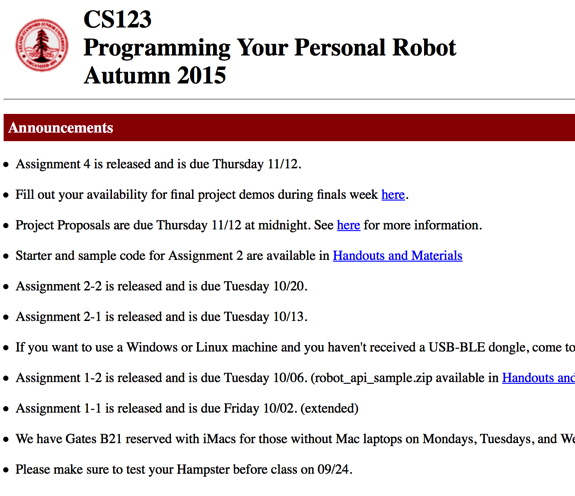 CS123
Programming Your Personal Robot
Autumn 2015
Announcements
Assignment 4 is released and is due Thursday 11/12.
Fill out your availability for final project demos during finals week here.
Project Proposals are due Thursday 11/12 at midnight. See here for more information.
Starter and sample code for Assignment 2 are available in Handouts and Materials
Assignment 2-2 is released and is due Tuesday 10/20.
Assignment 2-1 is released and is due Tuesday 10/13.
If you want to use a Windows or Linux machine and you haven't received a USB-BLE dongle, come to
Assignment 1-2 is released and is due Tuesday 10/06. (robot_api_sample.zip available in Handouts and
Assignment 1-1 is released and is due Friday 10/02. (extended)
We have Gates B21 reserved with iMacs for those without Mac laptops on Mondays, Tuesdays, and We
Please make sure to test your Hampster before class on 09/24.